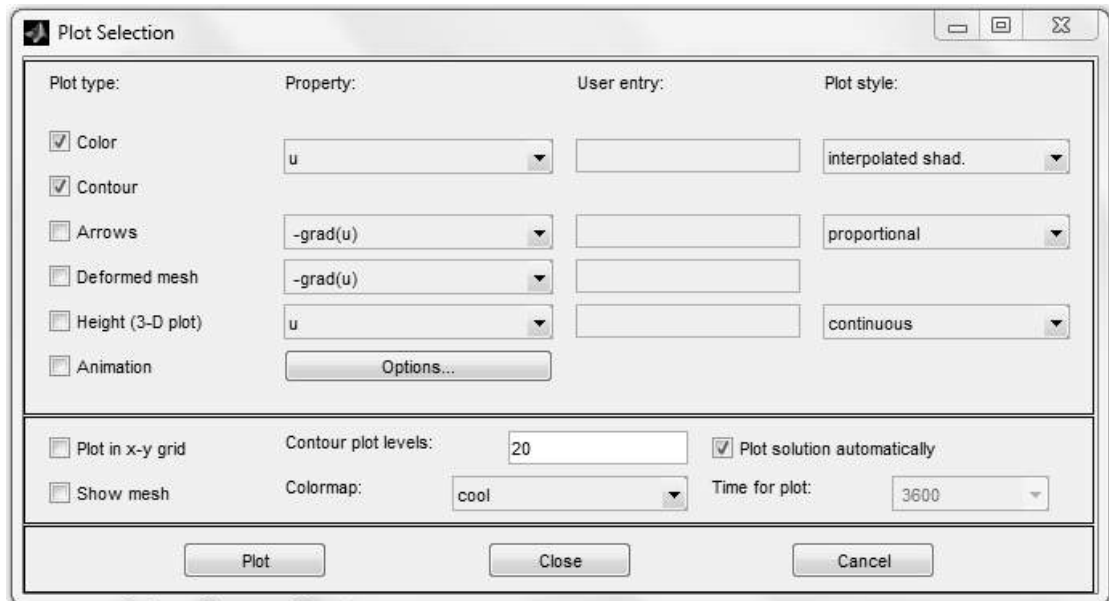 Plot Selection
Plot type: Property: User entry: Plot style:
Color
u interpolated shad.
Contour
Arrows -grad(u) proportional
Deformed mesh -grad(u)
Height (3-D plot) u continuous
Animation Options...
Plot in x-y grid Contour plot levels: 20 Plot solution automatically
Show mesh Colormap: cool Time for plot: 3600
Plot Close Cancel